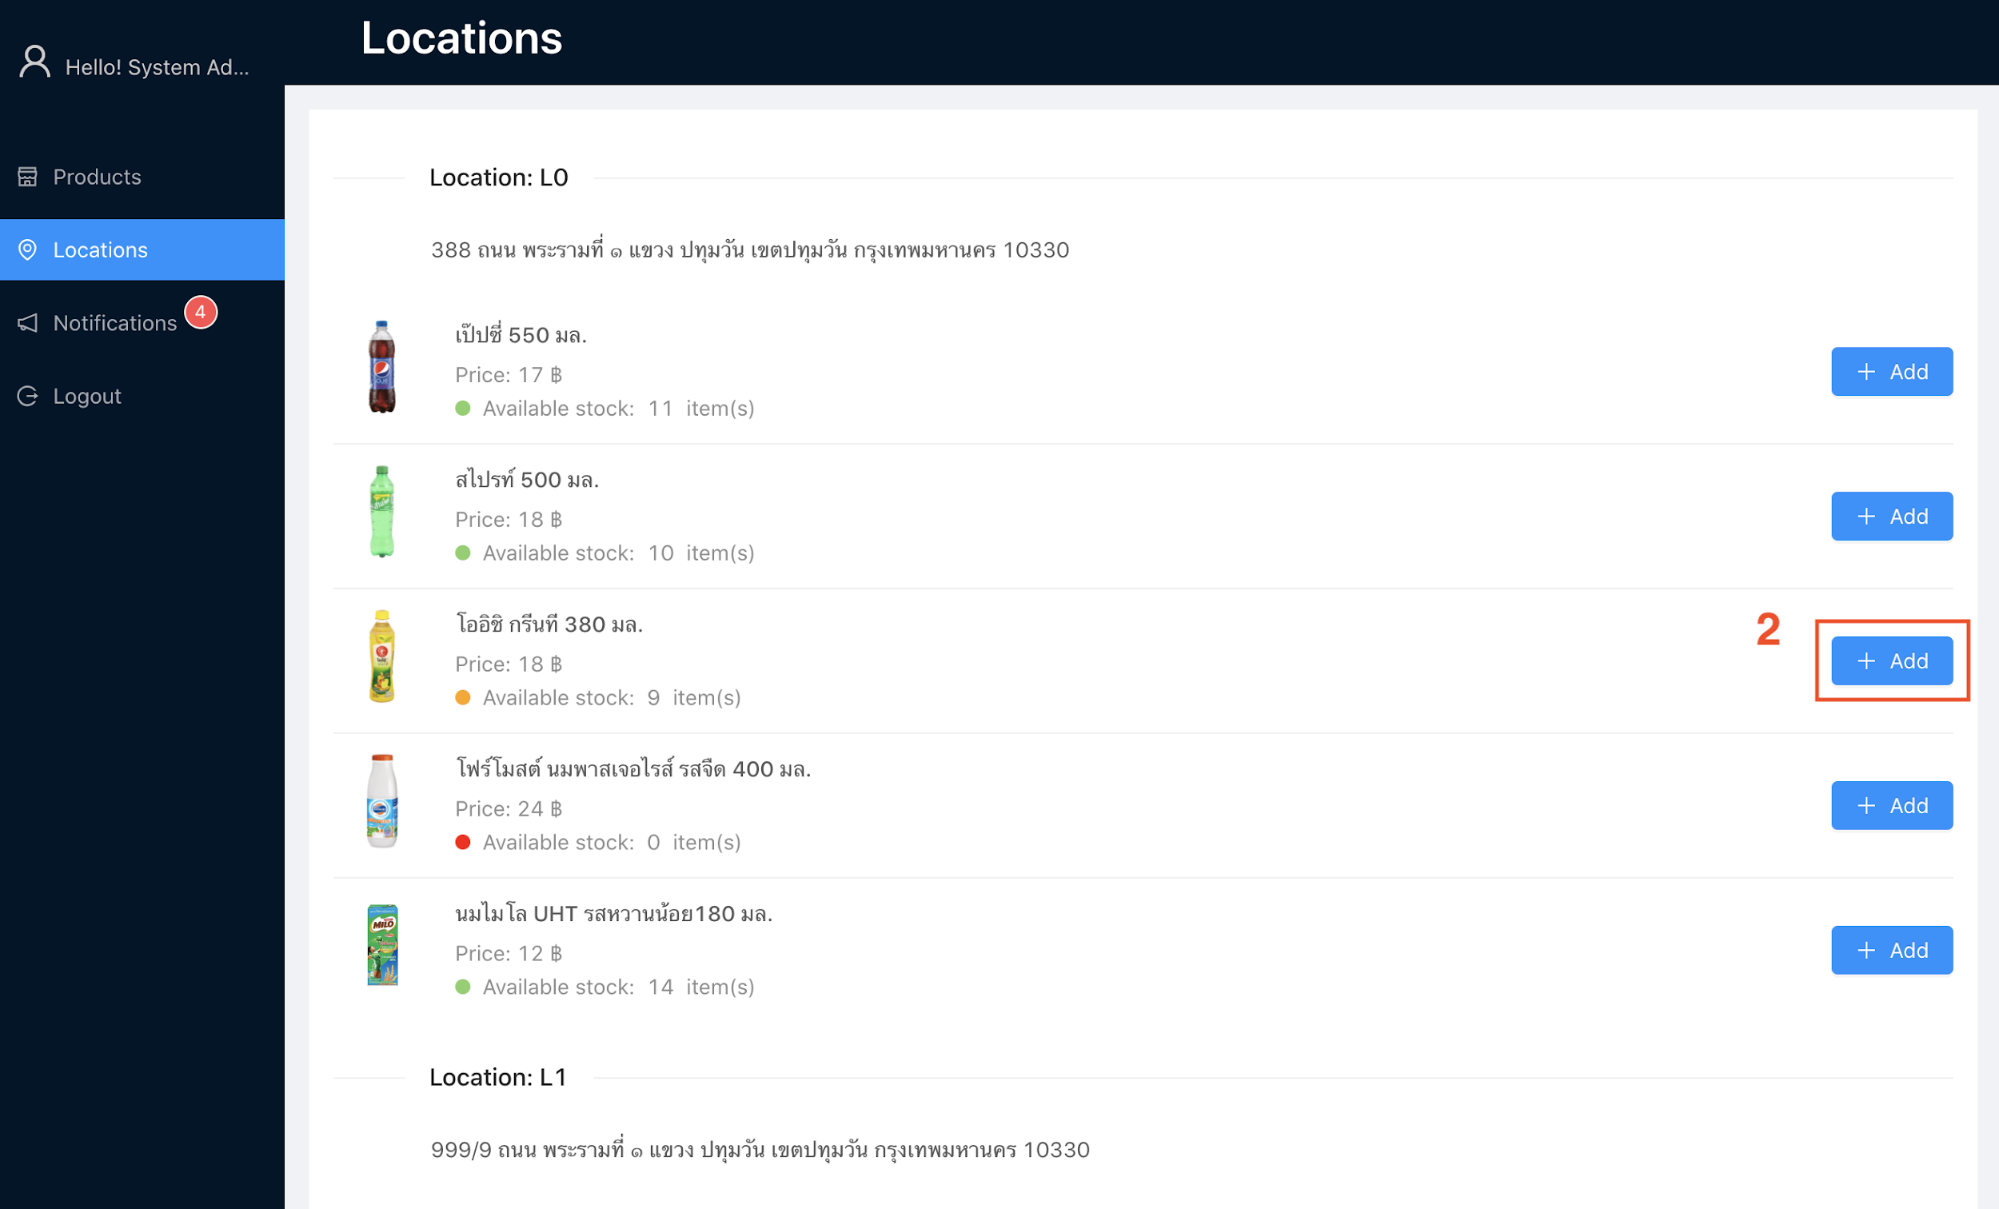 Locations
Hello! System Ad...
Products
Locations
Notifications 4
Logout
Location: L0
388 ถนน พระรามที่ ๑ แขวง ปทุมวัน เขตปทุมวัน กรุงเทพมหานคร 10330
เป๊ปซี่ 550 มล.
Price: 17 ฿
Available stock: 11 item(s)
+ Add
สไปรท์ 500 มล.
Price: 18 ฿
Available stock: 10 item(s)
+ Add
โออิชิ กรีนที 380 มล.
Price: 18 ฿
Available stock: 9 item(s)
2
+ Add
โฟร์โมสต์ นมพาสเจอไรส์ รสจืด 400 มล.
Price: 24 ฿
Available stock: 0 item(s)
+ Add
MILO
นมไมโล UHT รสหวานน้อย180 มล.
Price: 12 ฿
Available stock: 14 item(s)
+ Add
Location: L1
999/9 ถนน พระรามที่ ๑ แขวง ปทุมวัน เขตปทุมวัน กรุงเทพมหานคร 10330